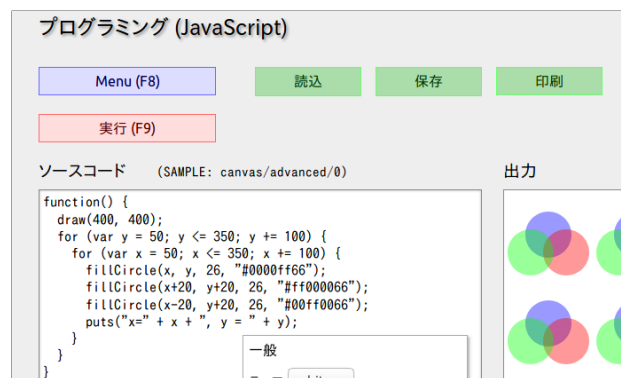 プログラミング (JavaScript)
Menu (F8)
読込
保存
印刷
実行 (F9)
ソースコード (SAMPLE: canvas/advanced/0)
出力
function() {
draw(400, 400);
for (var y = 50; y <= 350; y += 100) {
for (var x = 50; x <= 350; x += 100) {
fillCircle(x, y, 26, "#0000ff66");
fillCircle(x+20, y+20, 26, "#ff000066");
fillCircle(x-20, y+20, 26, "#00ff0066");
puts("x=" + x + ", y = " + y);
}
}
}
一般